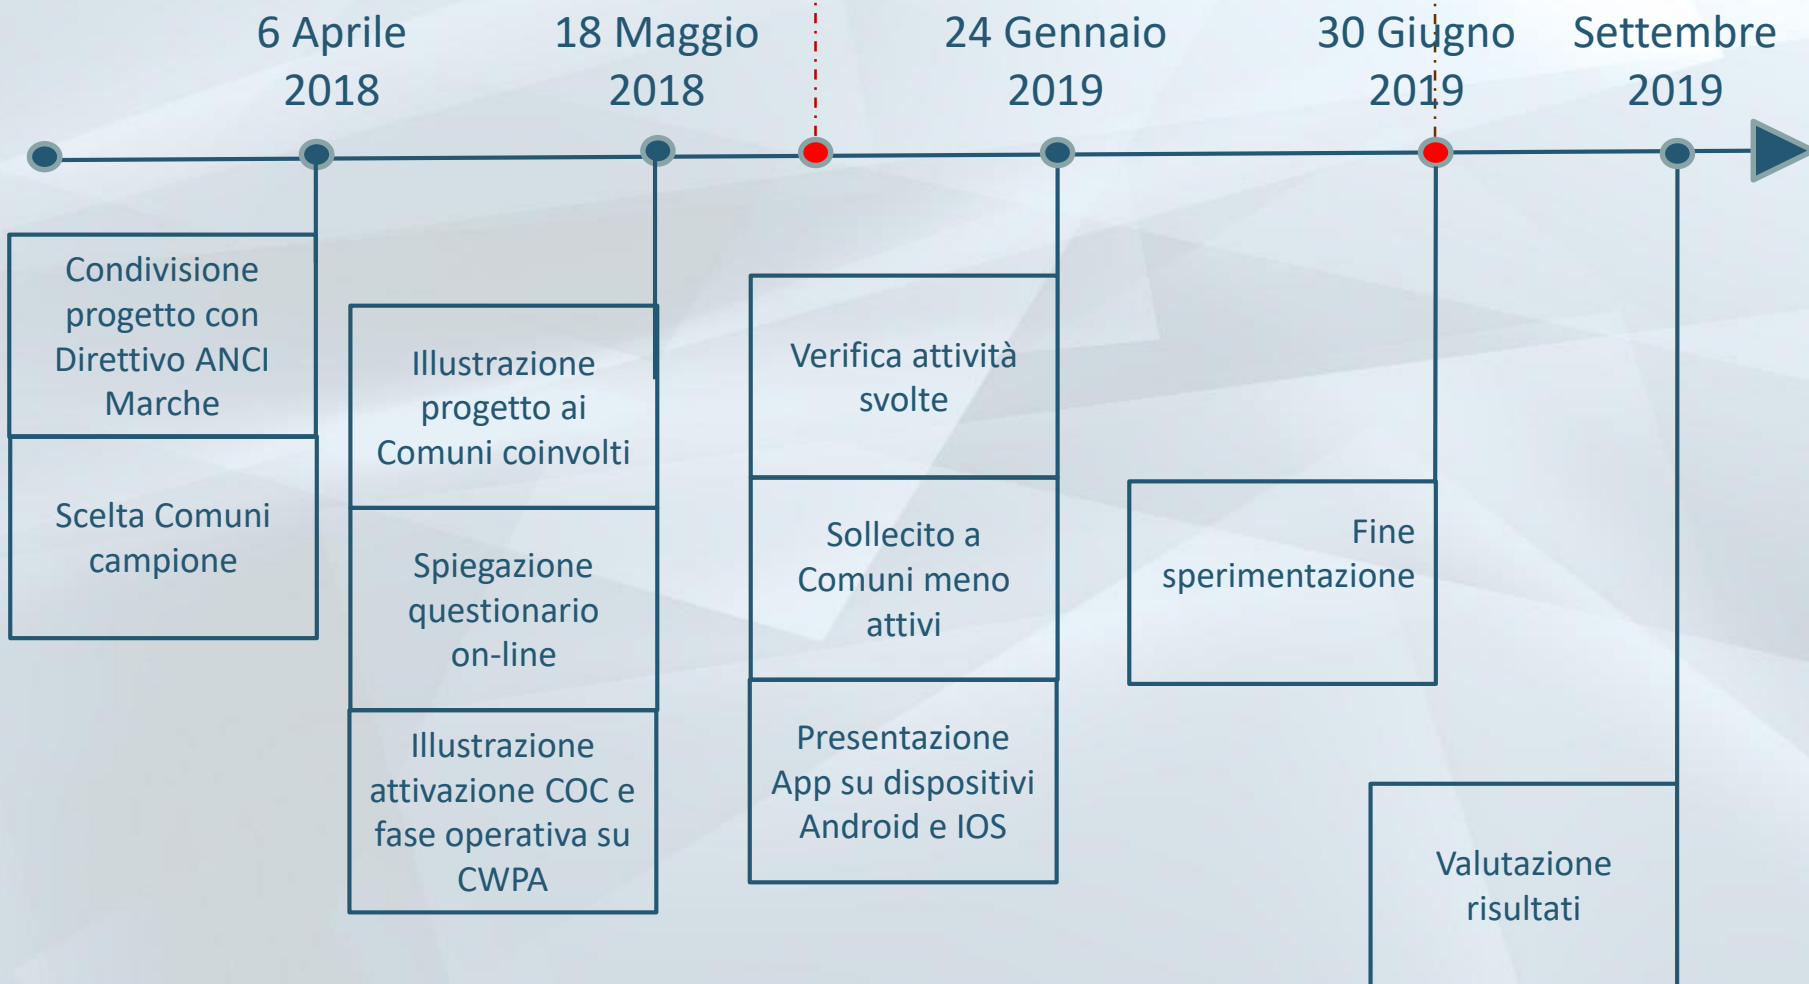 6 Aprile
2018
18 Maggio
2018
24 Gennaio
2019
30 Giugno
2019
Settembre
2019
Condivisione
progetto con
Direttivo ANCI
Marche
Scelta Comuni
campione
Illustrazione
progetto ai
Comuni coinvolti
Spiegazione
questionario
on-line
Illustrazione
attivazione COC e
fase operativa su
CWPA
Verifica attività
svolte
Sollecito a
Comuni meno
attivi
Presentazione
App su dispositivi
Android e IOS
Fine
sperimentazione
Valutazione
risultati